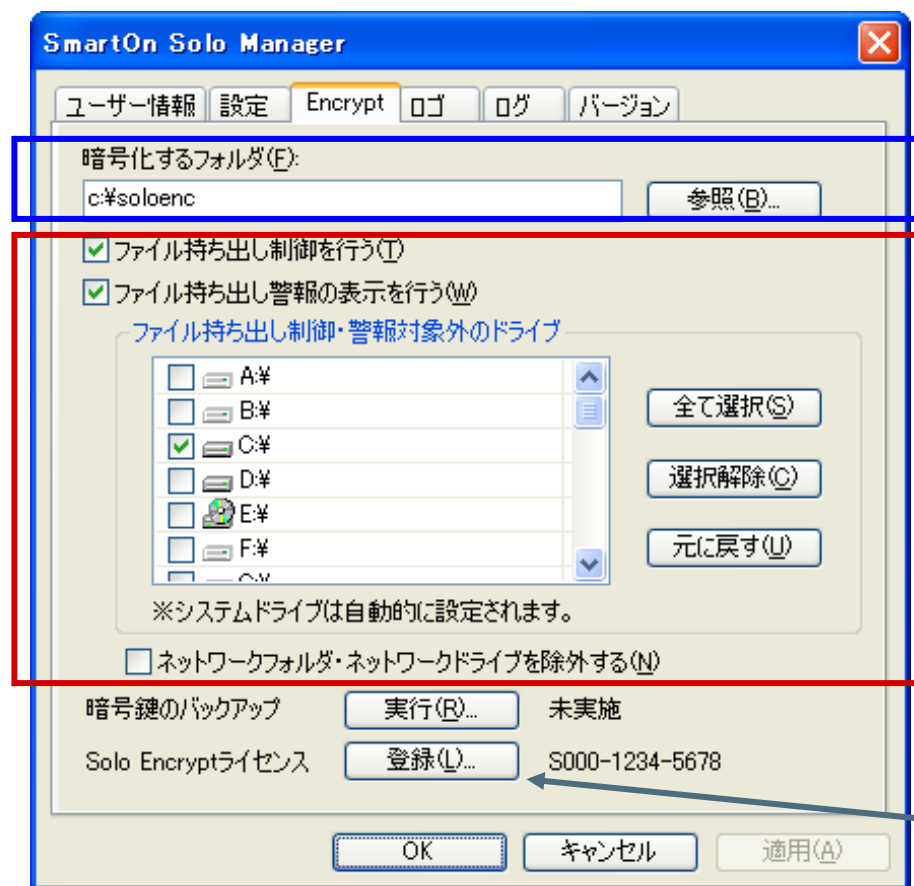 SmartOn Solo Manager
ユーザー情報 設定 Encrypt ロゴ ログ バージョン
暗号化するフォルダ(F):
c:¥soloenc 参照(B)...
ファイル持ち出し制御を行う(T)
ファイル持ち出し警報の表示を行う(W)
ファイル持ち出し制御・警報対象外のドライブ
A:¥
B:¥
C:¥
D:¥
E:¥
F:¥
全て選択(S)
選択解除(C)
元に戻す(U)
※システムドライブは自動的に設定されます。
ネットワークフォルダ・ネットワークドライブを除外する(N)
暗号鍵のバックアップ 実行(R)... 未実施
Solo Encryptライセンス 登録(L)... S000-1234-5678
OK キャンセル 適用(A)